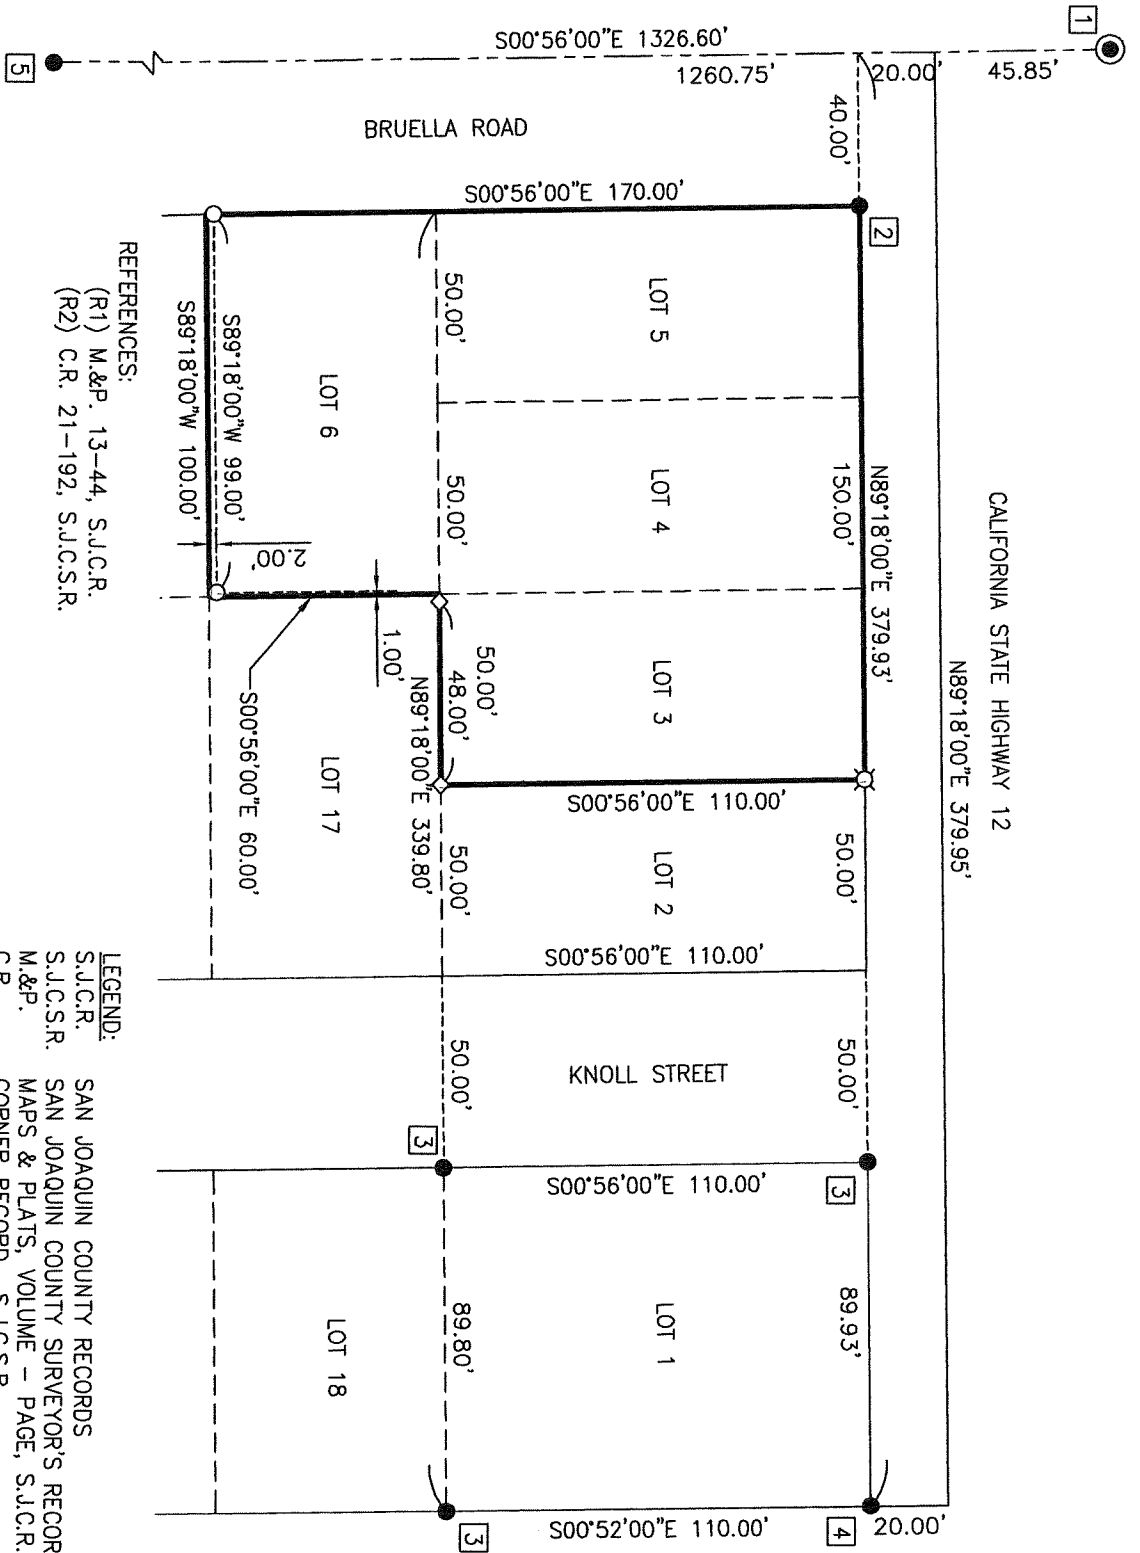 CALIFORNIA STATE HIGHWAY 12
N89°18'00"E 379.95'
1
45.85'
20.00'
S00°56'00"E 1326.60'
1260.75'
5
BRUELLA ROAD
40.00'
2
N89°18'00"E 379.93'
150.00'
50.00'
50.00'
89.93'
3
4
20.00'
S00°56'00"E 170.00'
LOT 5
LOT 4
LOT 3
S00°56'00"E 110.00'
LOT 2
S00°56'00"E 110.00'
KNOLL STREET
S00°56'00"E 110.00'
LOT 1
S00°52'00"E 110.00'
50.00'
50.00'
50.00'
48.00'
N89°18'00"E 339.80'
50.00'
50.00'
3
89.80'
3
LOT 6
1.00'
LOT 17
LOT 18
S89°18'00"W 99.00'
2.00'
S00°56'00"E 60.00'
S89°18'00"W 100.00'
REFERENCES:
(R1) M.&P. 13-44, S.J.C.R.
(R2) C.R. 21-192, S.J.C.S.R.
LEGEND:
S.J.C.R. SAN JOAQUIN COUNTY RECORDS
S.J.C.S.R. SAN JOAQUIN COUNTY SURVEYOR'S RECOR
M.&P. MAPS & PLATS, VOLUME - PAGE, S.J.C.R.
C.R. CORNER RECORD, S.J.C.S.R.